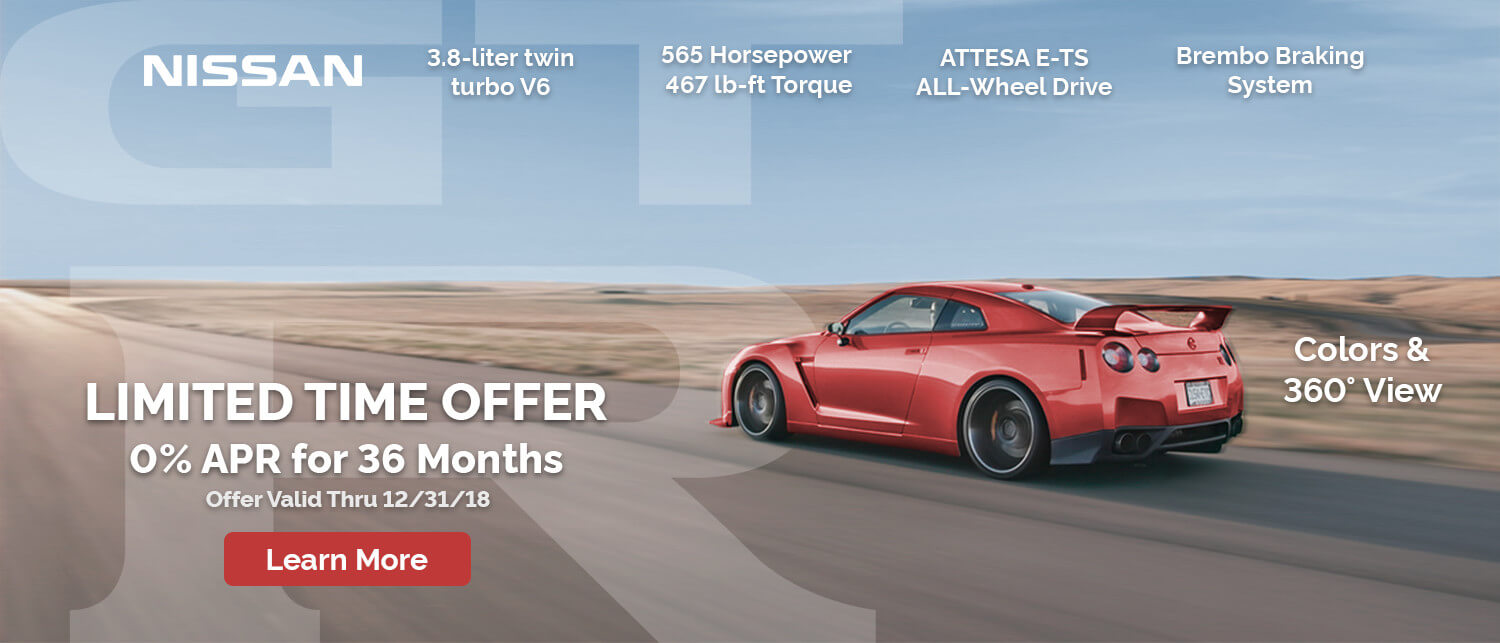 GT
R
NISSAN
3.8-liter twin
turbo V6
565 Horsepower
467 lb-ft Torque
ATTESA E-TS
ALL-Wheel Drive
Brembo Braking
System
Colors &
360° View
LIMITED TIME OFFER
0% APR for 36 Months
Offer Valid Thru 12/31/18
Learn More